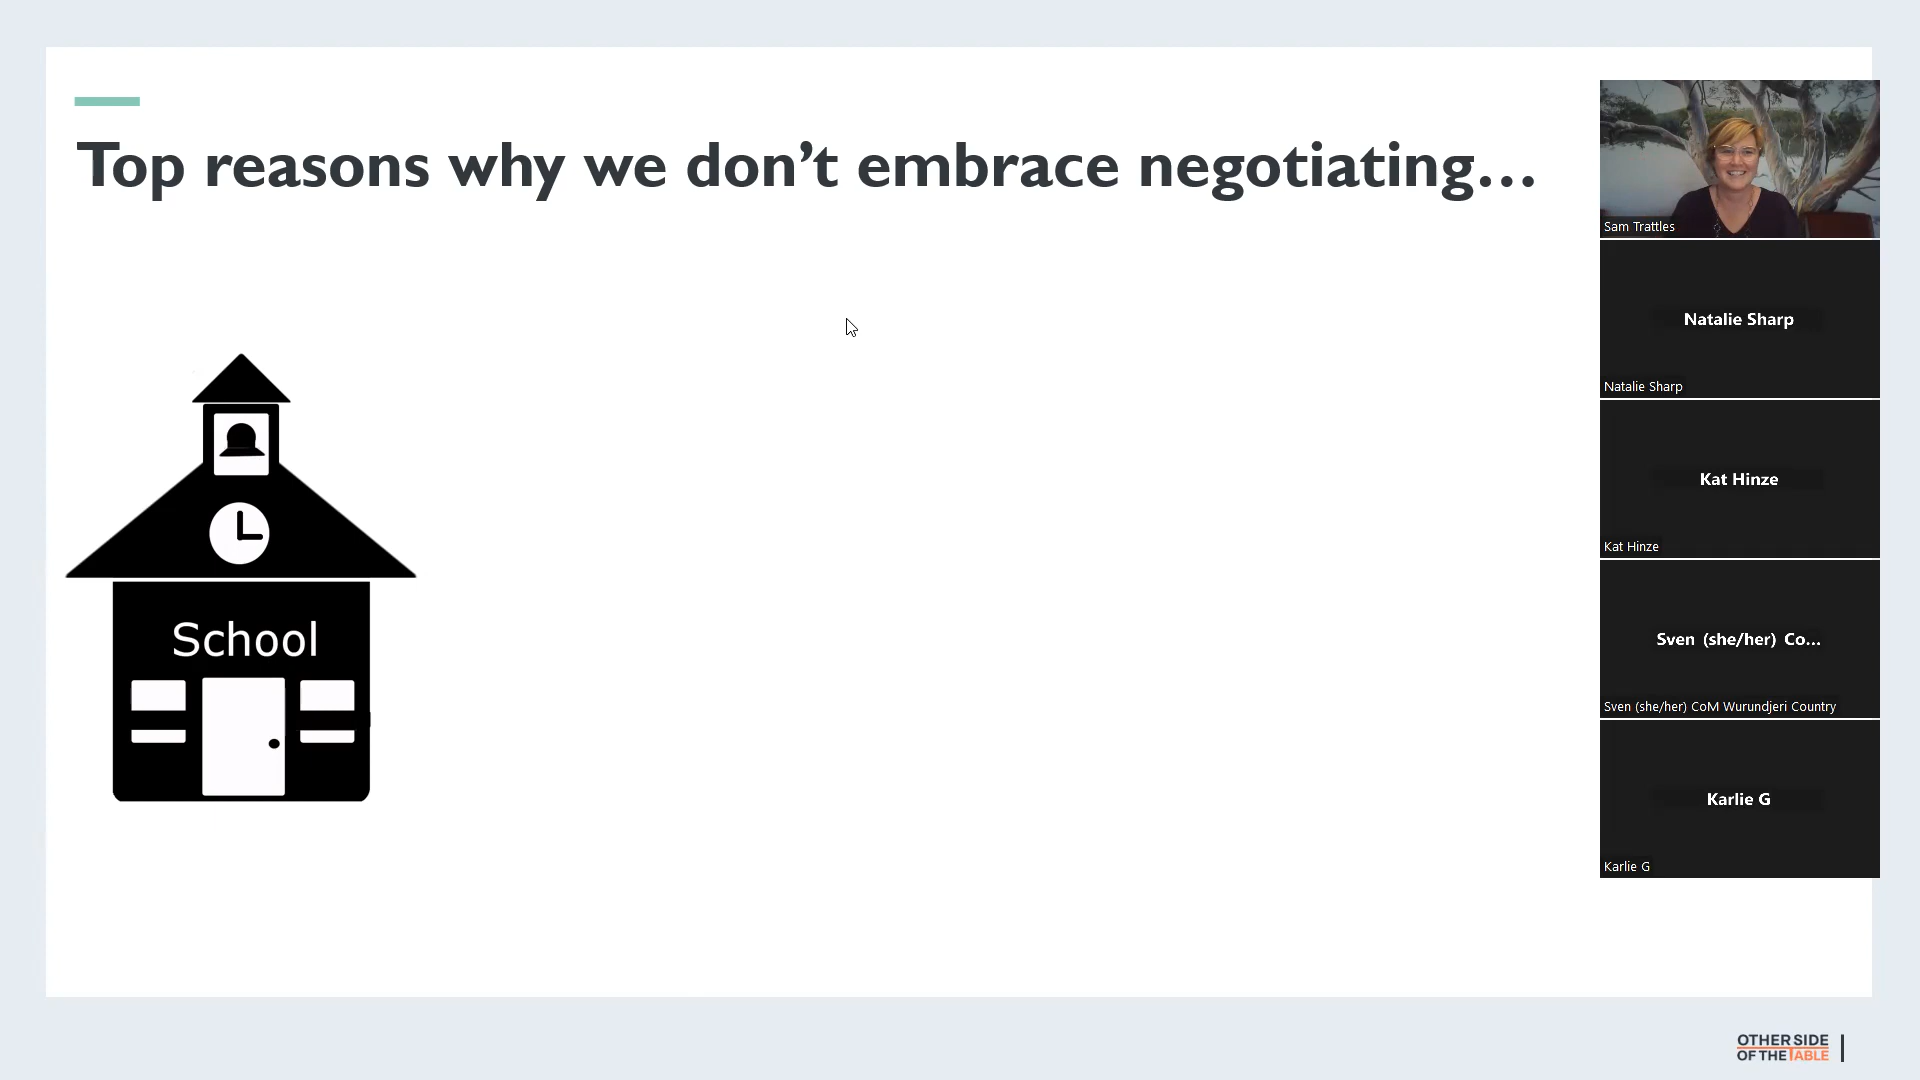 Top reasons why we don’t embrace negotiating…
School
Sam Trattles
Natalie Sharp
Natalie Sharp
Kat Hinze
Kat Hinze
Sven (she/her) Co...
Sven (she/her) CoM Wurundjeri Country
Karlie G
Karlie G
OTHER SIDE
OF THE TABLE